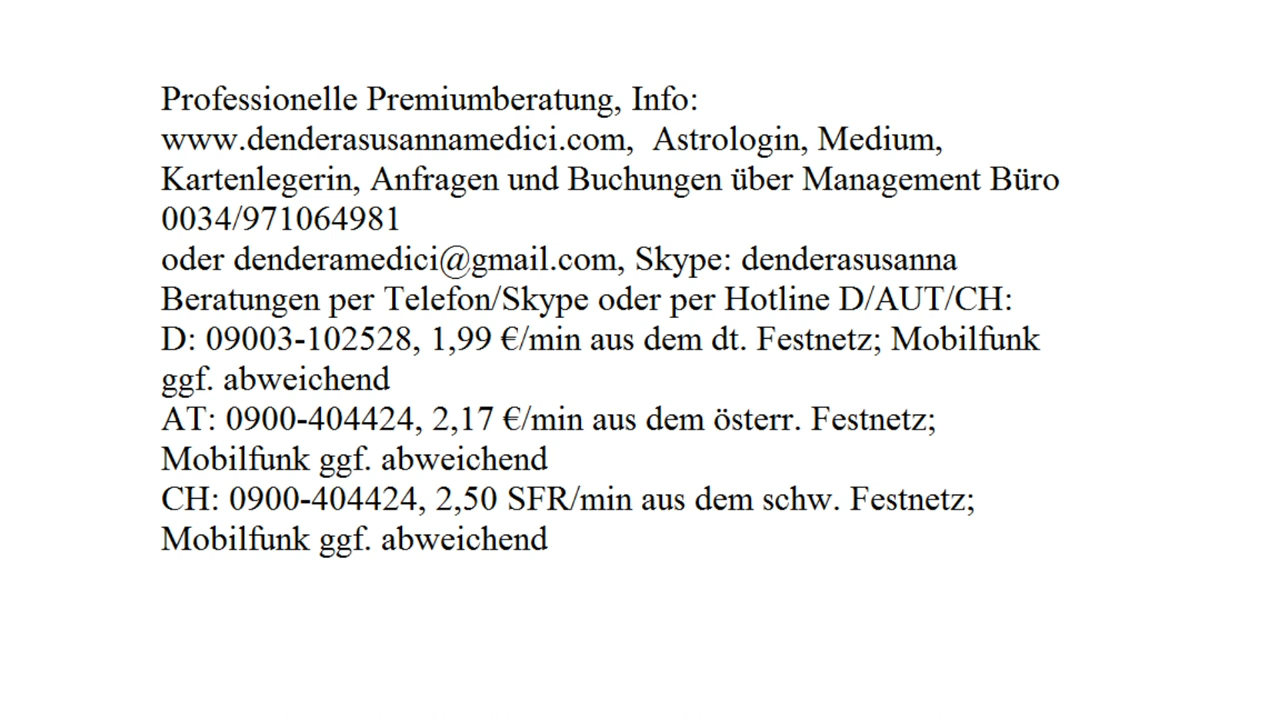 Professionelle Premiumberatung, Info:
www.denderasusannamedici.com,  Astrologin, Medium,
Kartenlegerin, Anfragen und Buchungen über Management Büro
0034/971064981
oder denderamedici@gmail.com, Skype: denderasusanna
Beratungen per Telefon/Skype oder per Hotline D/AUT/CH:
D: 09003-102528, 1,99 €/min aus dem dt. Festnetz; Mobilfunk
ggf. abweichend
AT: 0900-404424, 2,17 €/min aus dem österr. Festnetz;
Mobilfunk ggf. abweichend
CH: 0900-404424, 2,50 SFR/min aus dem schw. Festnetz;
Mobilfunk ggf. abweichend